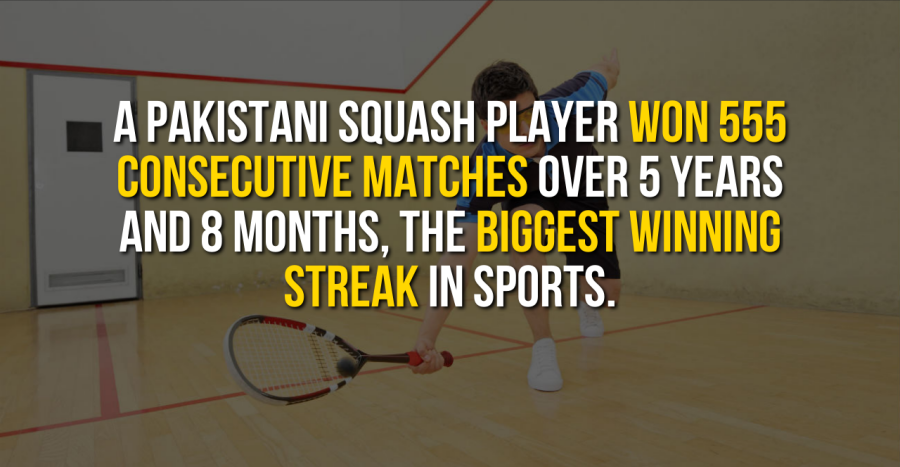 A PAKISTANI SQUASH PLAYER WON 555
CONSECUTIVE MATCHES OVER 5 YEARS
AND 8 MONTHS, THE BIGGEST WINNING
STREAK IN SPORTS.